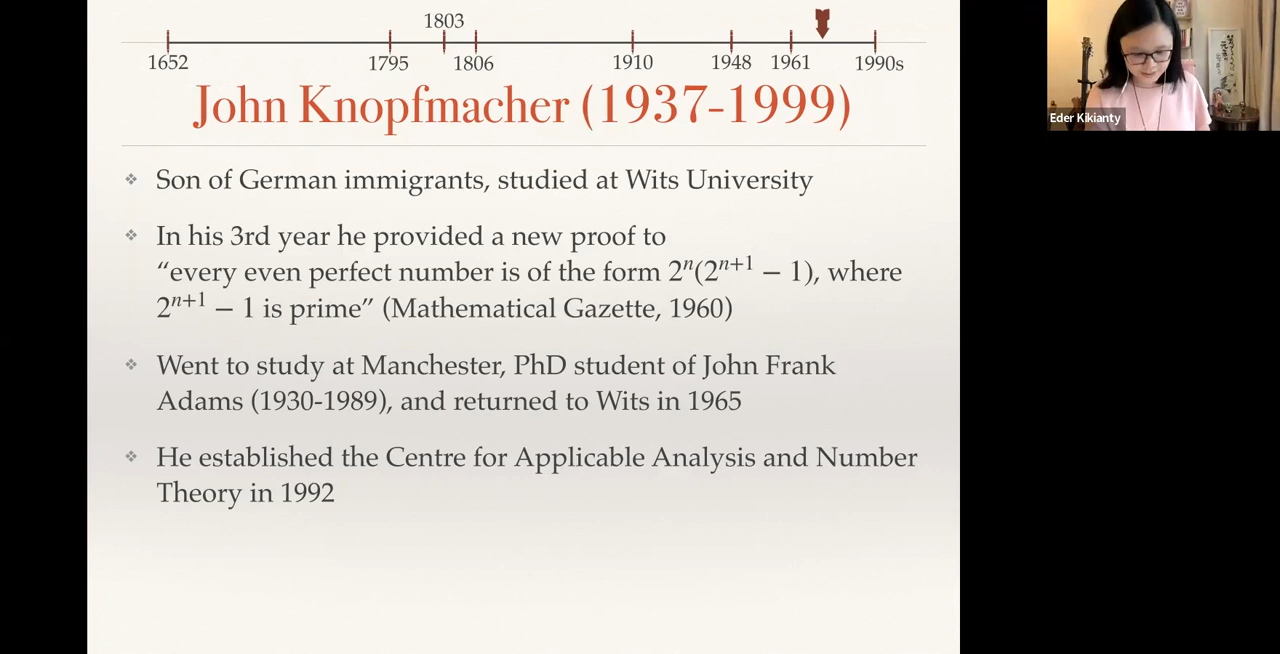 1803
1652 1795 1806 1910 1948 1961 1990s
John Knopfmacher (1937-1999)
❖ Son of German immigrants, studied at Wits University
❖ In his 3rd year he provided a new proof to
“every even perfect number is of the form 2ⁿ(2ⁿ⁺¹ − 1), where
2ⁿ⁺¹ − 1 is prime” (Mathematical Gazette, 1960)
❖ Went to study at Manchester, PhD student of John Frank
Adams (1930-1989), and returned to Wits in 1965
❖ He established the Centre for Applicable Analysis and Number
Theory in 1992
Eder Kikianty